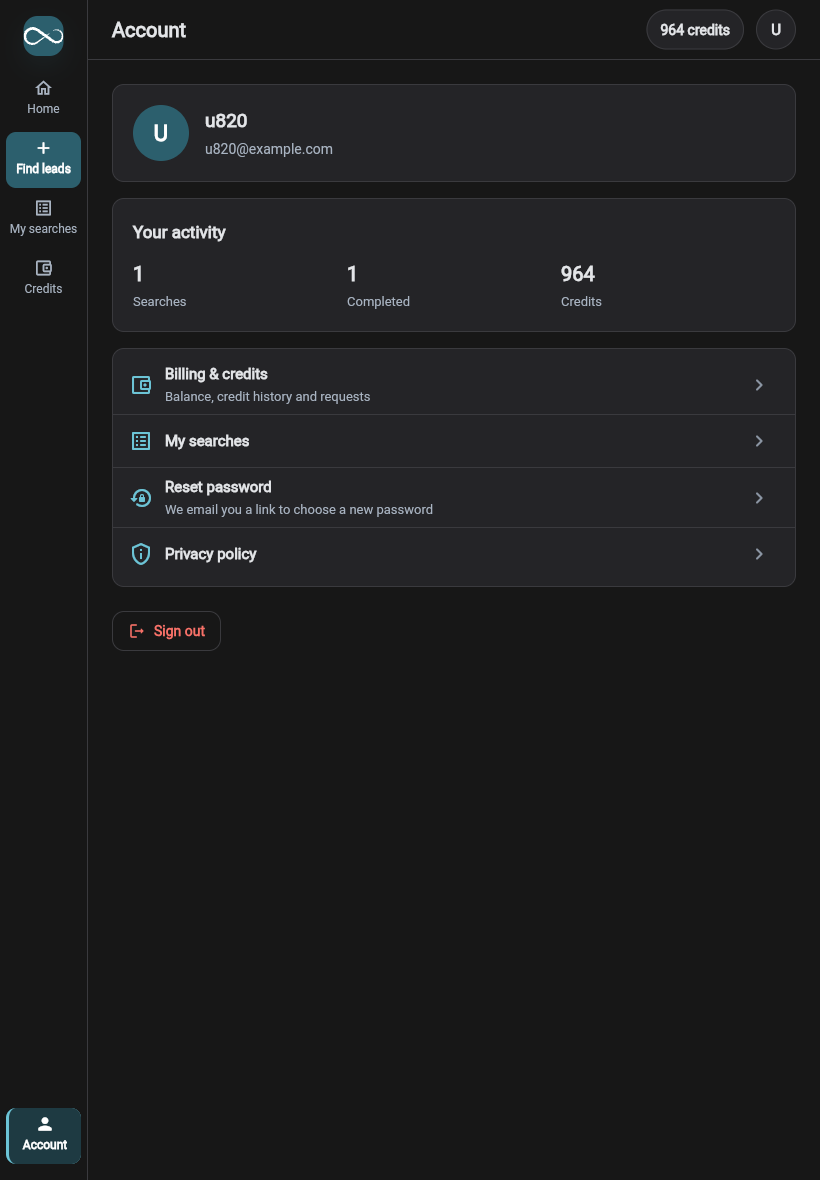 Account
964 credits
U
Home
Find leads
My searches
Credits
U
u820
u820@example.com
Your activity
1
Searches
1
Completed
964
Credits
Billing & credits
Balance, credit history and requests
My searches
Reset password
We email you a link to choose a new password
Privacy policy
Sign out
Account